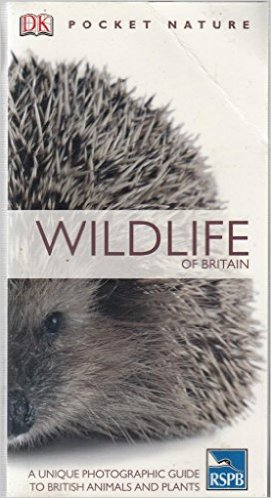 DK POCKET NATURE
WILDLIFE
OF BRITAIN
A UNIQUE PHOTOGRAPHIC GUIDE
TO BRITISH ANIMALS AND PLANTS
RSPB